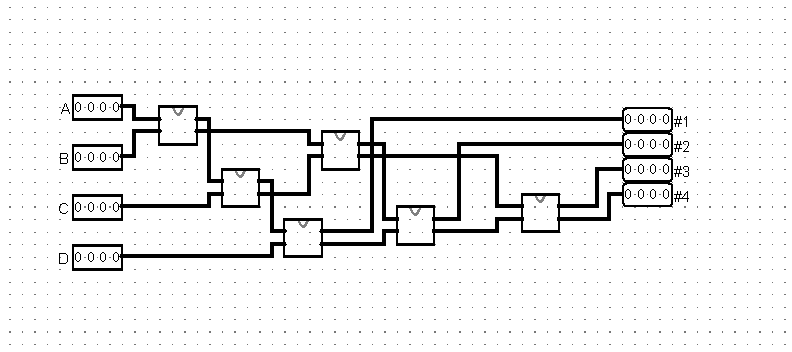 A 0 0 0 0
B 0 0 0 0
C 0 0 0 0
D 0 0 0 0
0 0 0 0 #1
0 0 0 0 #2
0 0 0 0 #3
0 0 0 0 #4